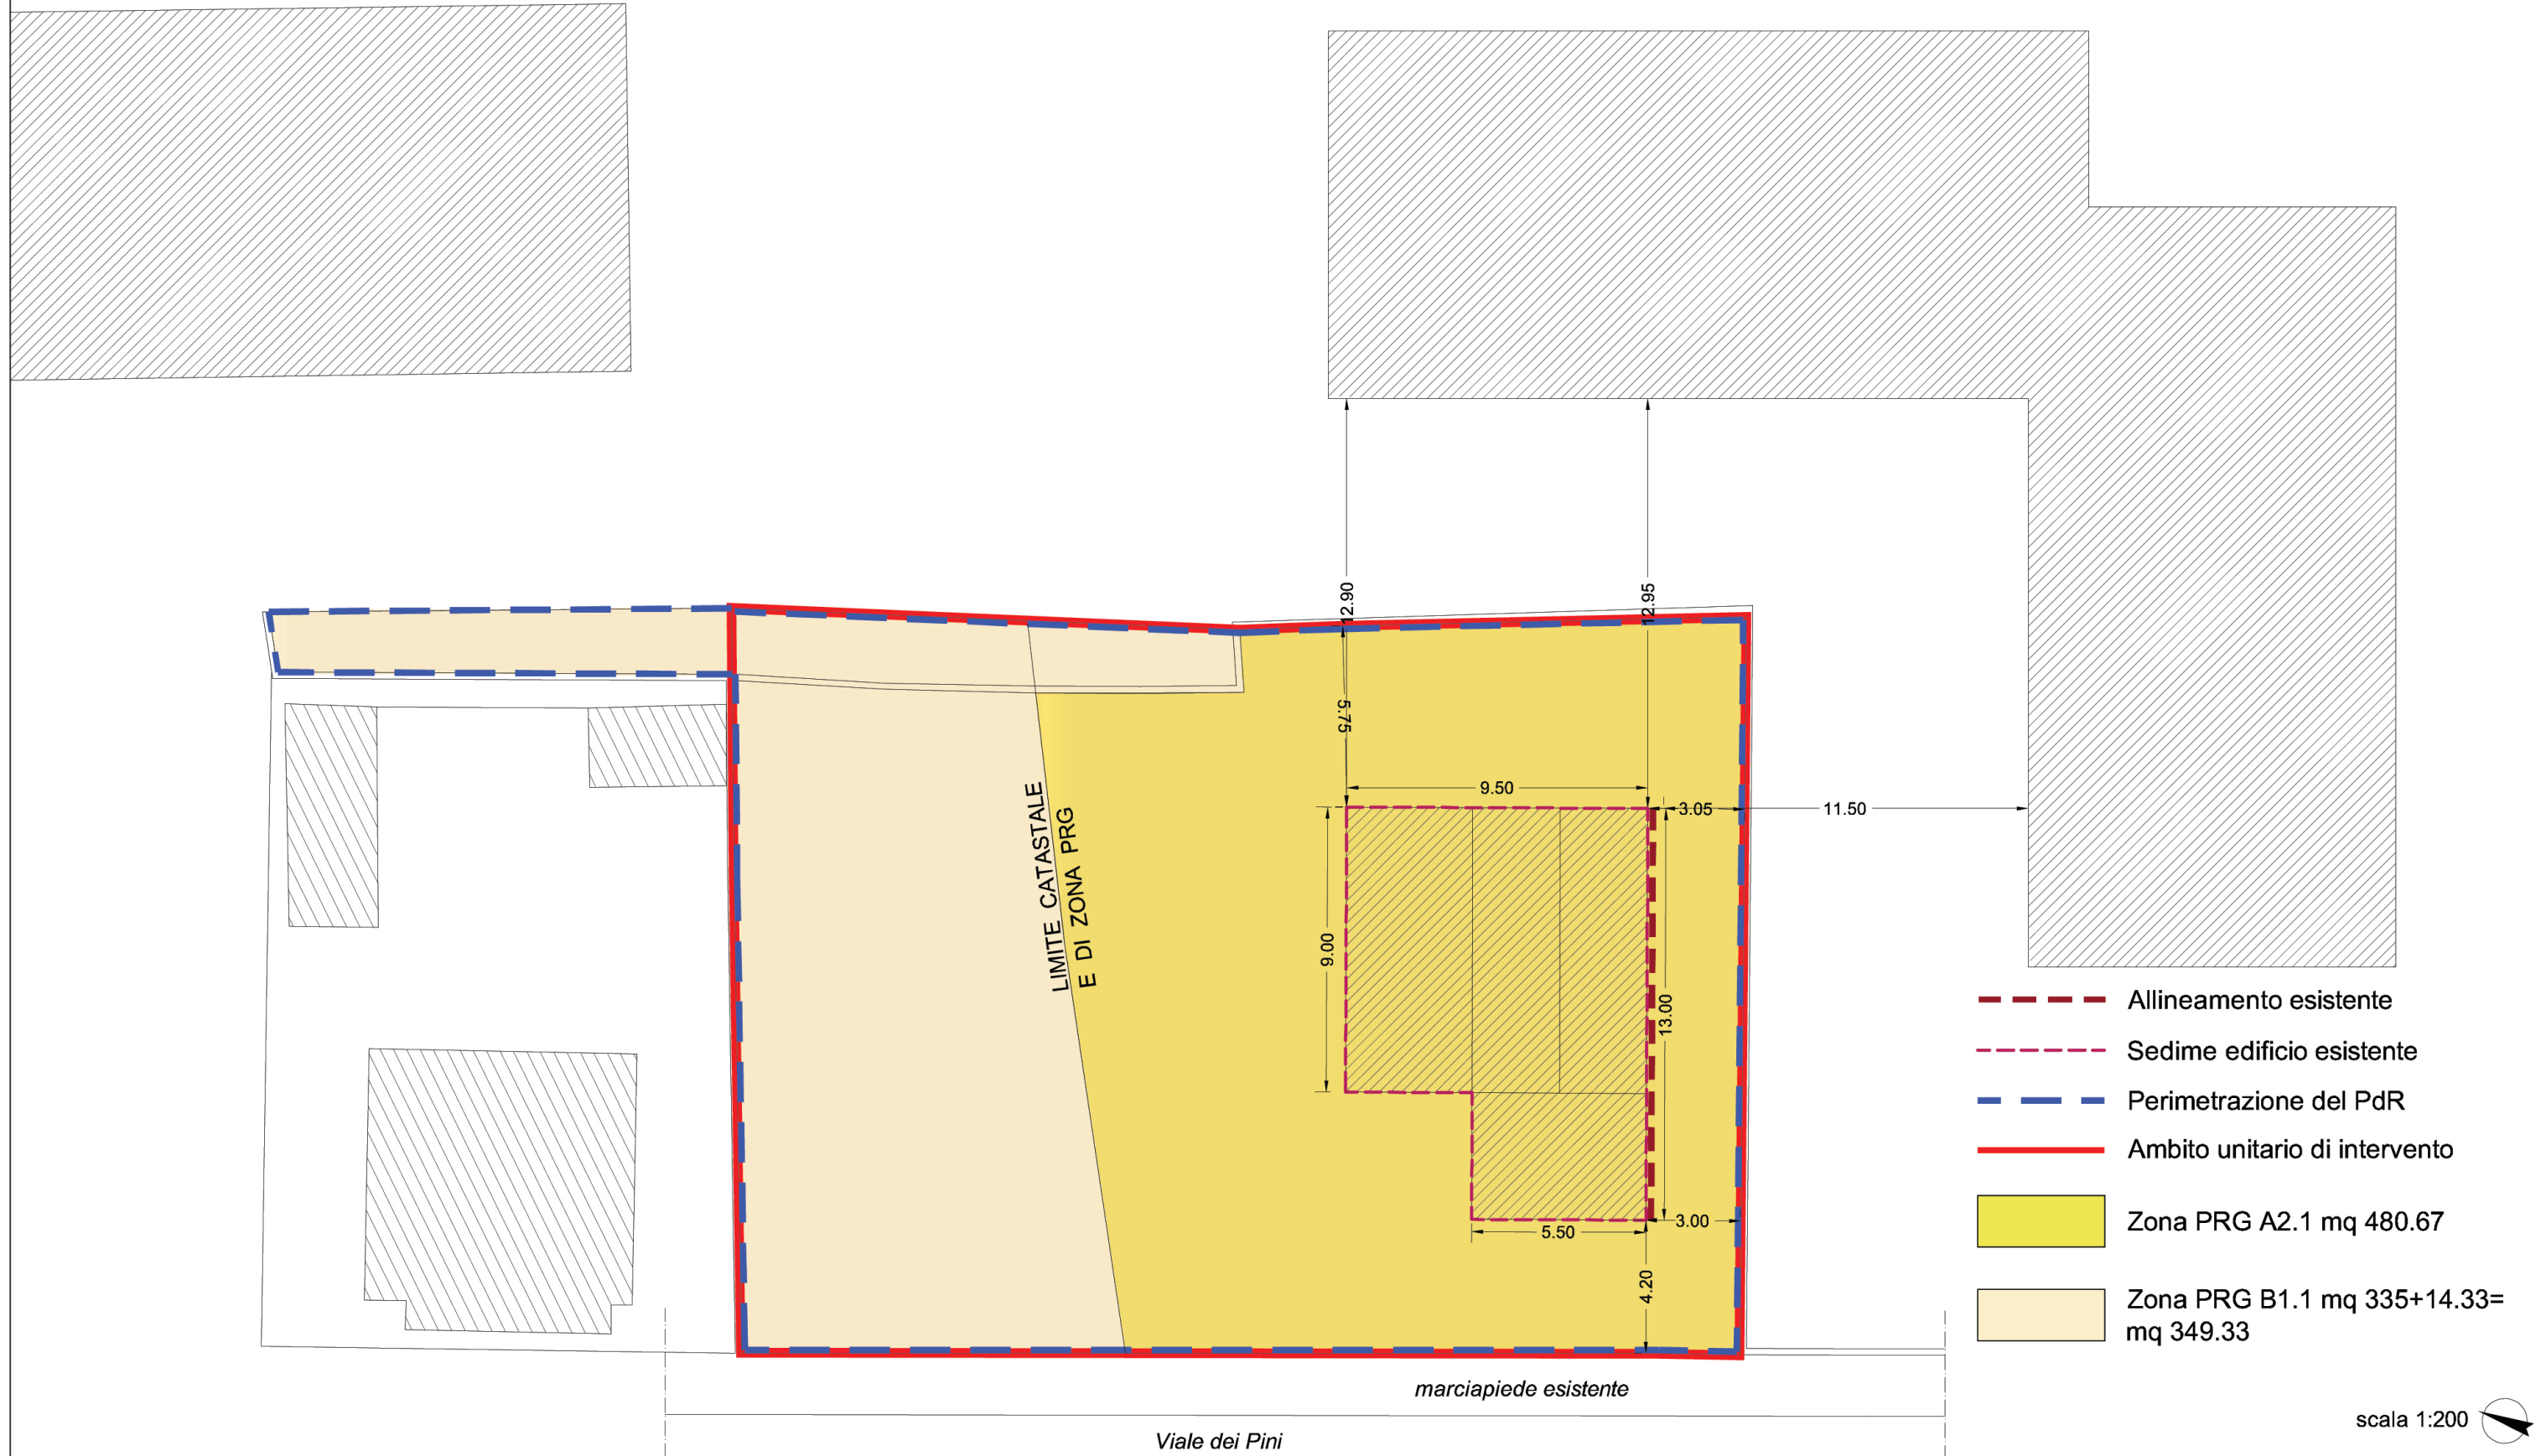 12.90
12.95
5.75
9.50
3.05
11.50
LIMITE CATASTALE
E DI ZONA PRG
9.00
13.00
5.50
3.00
4.20
Allineamento esistente
Sedime edificio esistente
Perimetrazione del PdR
Ambito unitario di intervento
Zona PRG A2.1 mq 480.67
Zona PRG B1.1 mq 335+14.33=
mq 349.33
marciapiede esistente
Viale dei Pini
scala 1:200